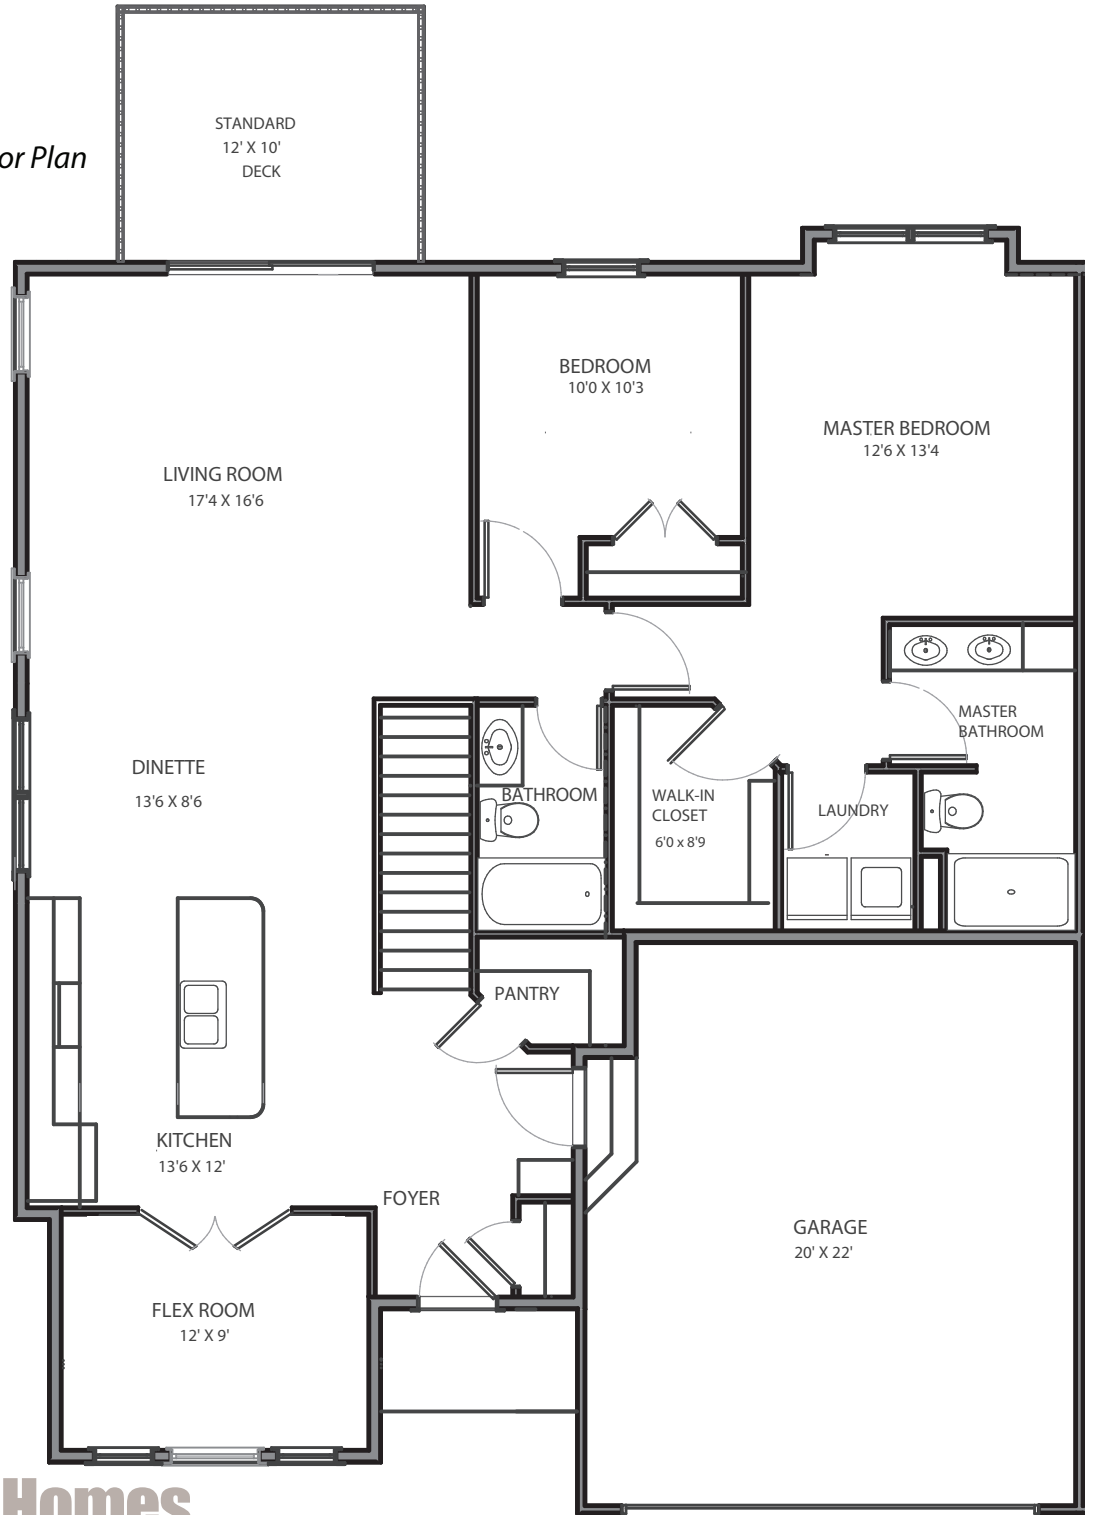 STANDARD
12' X 10'
DECK
or Plan
BEDROOM
10'0 X 10'3
MASTER BEDROOM
12'6 X 13'4
LIVING ROOM
17'4 X 16'6
MASTER
BATHROOM
DINETTE
13'6 X 8'6
BATHROOM
WALK-IN
CLOSET
6'0 x 8'9
LAUNDRY
PANTRY
KITCHEN
13'6 X 12'
FOYER
GARAGE
20' X 22'
FLEX ROOM
12' X 9'
Homes